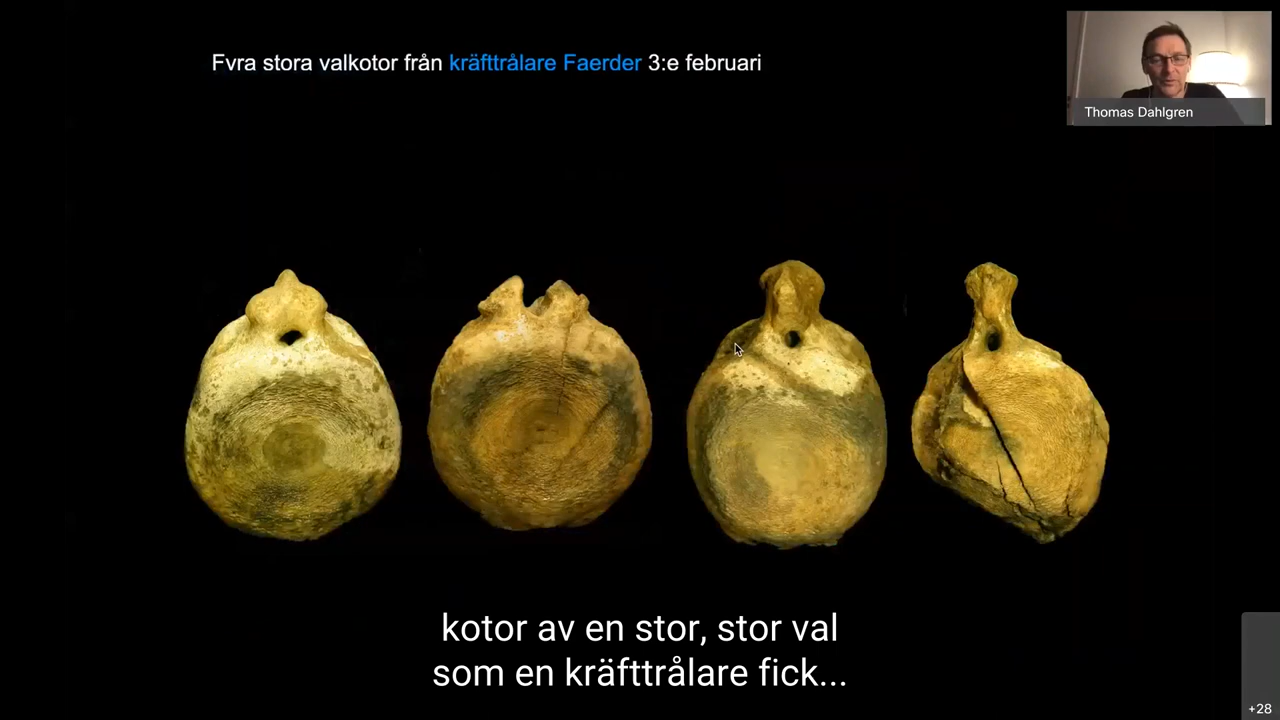 Fvra stora valkotor från kräfttrålare Faerder 3:e februari
Thomas Dahlgren
kotor av en stor, stor val
som en kräfttrålare fick...
+28